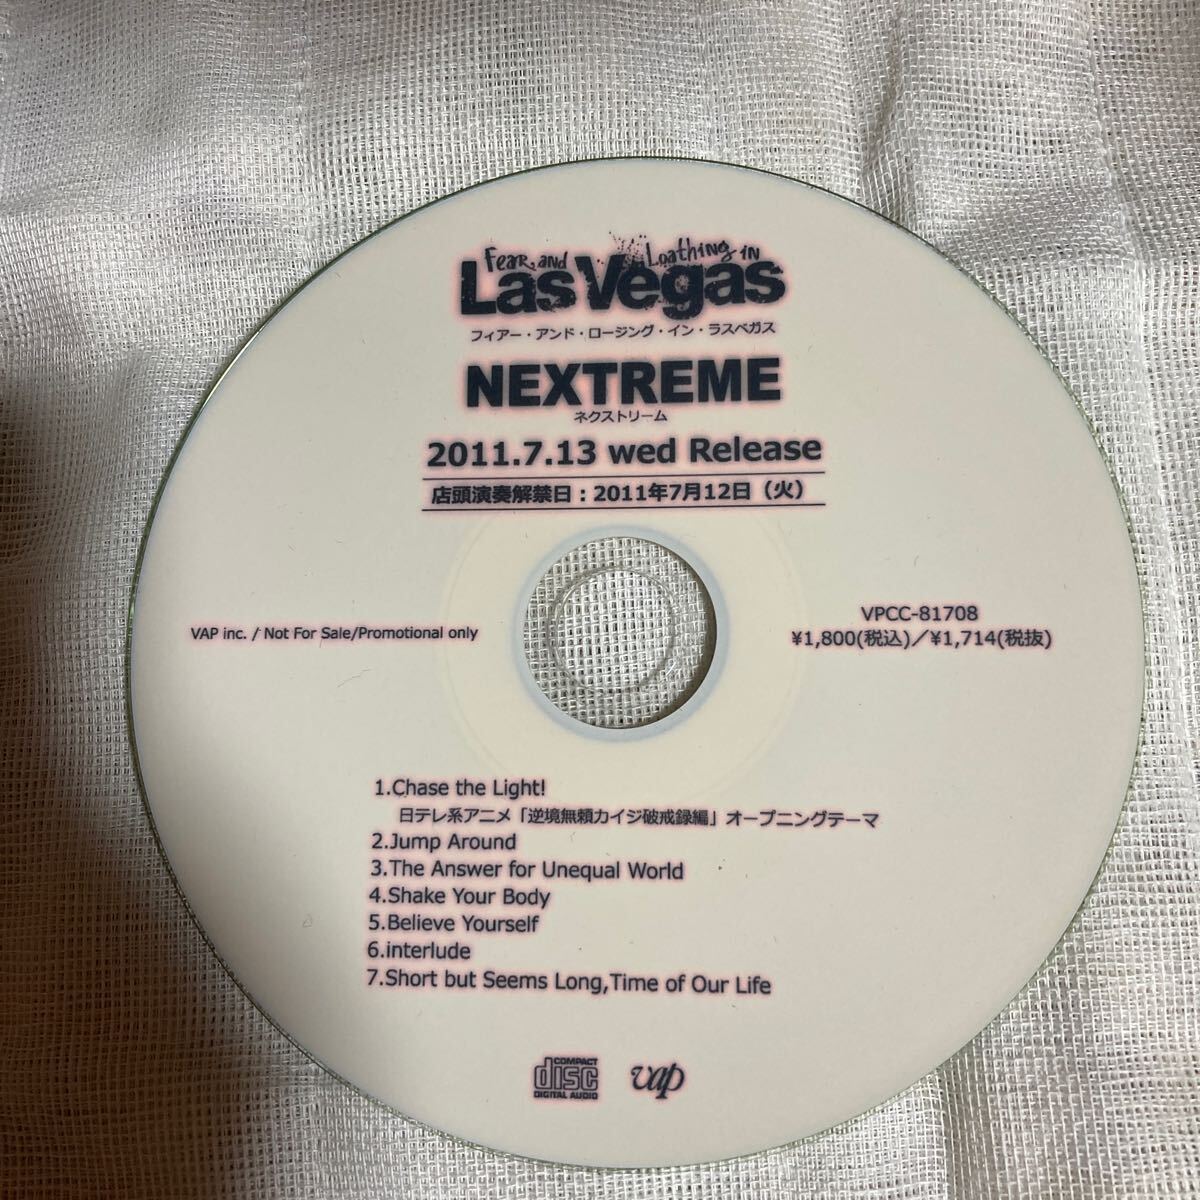 Fear, and Loathing in
Las Vegas
フィアー・アンド・ロージング・イン・ラスベガス
NEXTREME
ネクストリーム
2011.7.13 wed Release
店頭演奏解禁日：2011年7月12日（火）
VAP inc. / Not For Sale/Promotional only
VPCC-81708
¥1,800(税込)／¥1,714(税抜)
1.Chase the Light!
日テレ系アニメ「逆境無頼カイジ破戒録編」オープニングテーマ
2.Jump Around
3.The Answer for Unequal World
4.Shake Your Body
5.Believe Yourself
6.interlude
7.Short but Seems Long,Time of Our Life
COMPACT
disc
DIGITAL AUDIO
vap